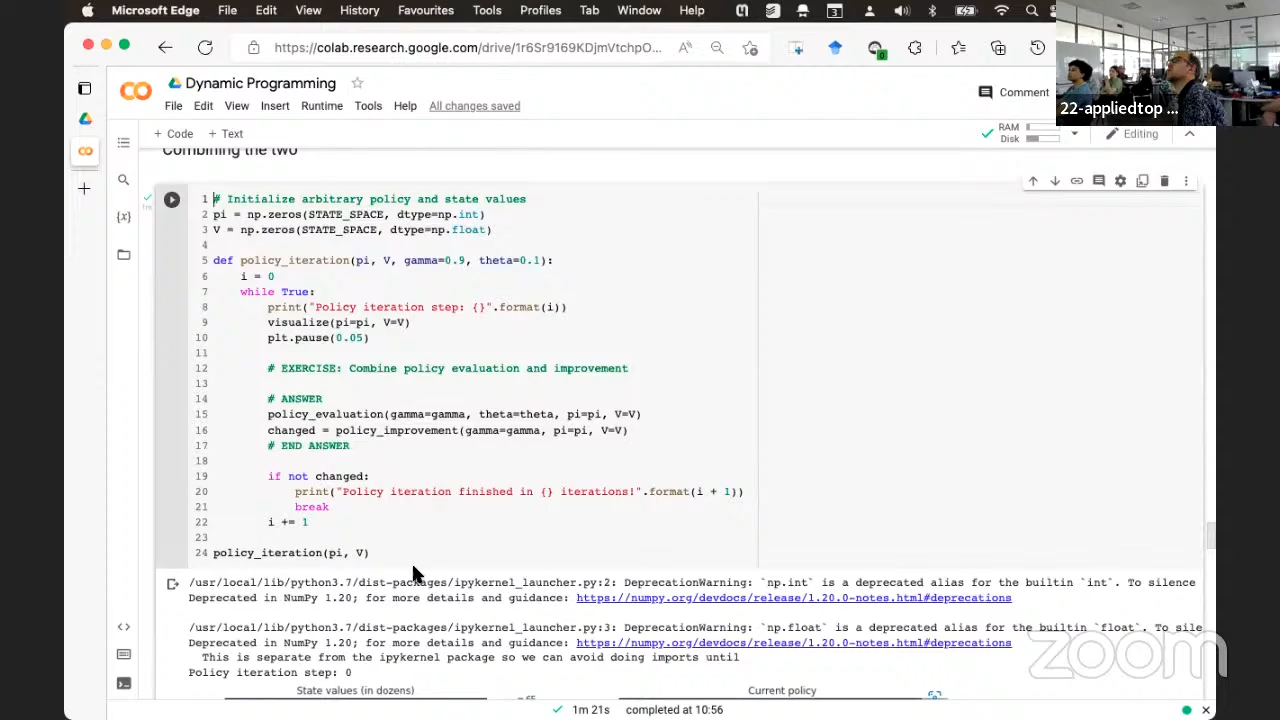 Microsoft Edge File Edit View History Favourites Tools Profiles Tab Window Help 3
https://colab.research.google.com/drive/1r6Sr9169KDjmVtchpO...
0
22-appliedtop ...
Dynamic Programming
File Edit View Insert Runtime Tools Help All changes saved
Comment
+ Code + Text
RAM
Disk
Editing
Combining the two
1 # Initialize arbitrary policy and state values
2 pi = np.zeros(STATE_SPACE, dtype=np.int)
3 V = np.zeros(STATE_SPACE, dtype=np.float)
4
5 def policy_iteration(pi, V, gamma=0.9, theta=0.1):
6 i = 0
7 while True:
8 print("Policy iteration step: {}".format(i))
9 visualize(pi=pi, V=V)
10 plt.pause(0.05)
11
12 # EXERCISE: Combine policy evaluation and improvement
13
14 # ANSWER
15 policy_evaluation(gamma=gamma, theta=theta, pi=pi, V=V)
16 changed = policy_improvement(gamma=gamma, pi=pi, V=V)
17 # END ANSWER
18
19 if not changed:
20 print("Policy iteration finished in {} iterations!".format(i + 1))
21 break
22 i += 1
23
24 policy_iteration(pi, V)
/usr/local/lib/python3.7/dist-packages/ipykernel_launcher.py:2: DeprecationWarning: `np.int` is a deprecated alias for the builtin `int`. To silence
Deprecated in NumPy 1.20; for more details and guidance: https://numpy.org/devdocs/release/1.20.0-notes.html#deprecations
/usr/local/lib/python3.7/dist-packages/ipykernel_launcher.py:3: DeprecationWarning: `np.float` is a deprecated alias for the builtin `float`. To sile
Deprecated in NumPy 1.20; for more details and guidance: https://numpy.org/devdocs/release/1.20.0-notes.html#deprecations
This is separate from the ipykernel package so we can avoid doing imports until
Policy iteration step: 0
State values (in dozens) Current policy
zoom
1m 21s completed at 10:56